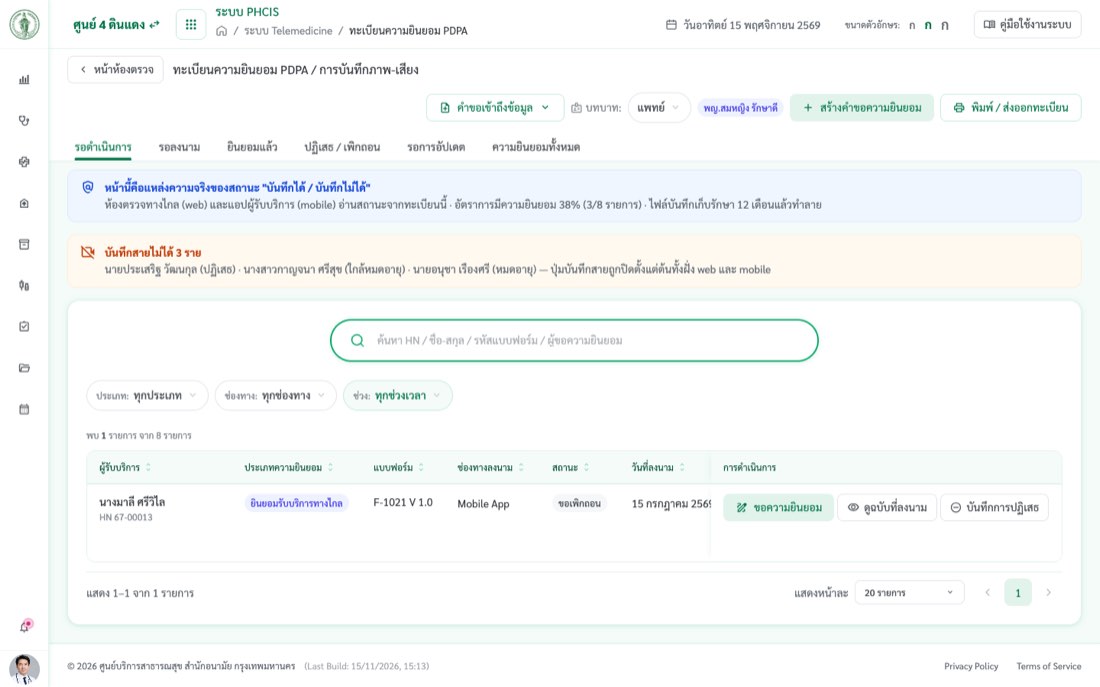 ศูนย์ 4 ดินแดง
ระบบ PHCIS
ระบบ Telemedicine / ทะเบียนความยินยอม PDPA
วันอาทิตย์ 15 พฤศจิกายน 2569
ขนาดตัวอักษร: ก ก ก
คู่มือใช้งานระบบ
หน้าห้องตรวจ
ทะเบียนความยินยอม PDPA / การบันทึกภาพ-เสียง
คำขอเข้าถึงข้อมูล
บทบาท: แพทย์
พญ.สมหญิง รักษาดี
+ สร้างคำขอความยินยอม
พิมพ์ / ส่งออกทะเบียน
รอดำเนินการ
รอลงนาม
ยินยอมแล้ว
ปฏิเสธ / เพิกถอน
รอการอัปเดต
ความยินยอมทั้งหมด
หน้านี้คือแหล่งความจริงของสถานะ "บันทึกได้ / บันทึกไม่ได้"
ห้องตรวจทางไกล (web) และแอปผู้รับบริการ (mobile) อ่านสถานะจากทะเบียนนี้ · อัตราการมีความยินยอม 38% (3/8 รายการ) · ไฟล์บันทึกเก็บรักษา 12 เดือนแล้วทำลาย
บันทึกสายไม่ได้ 3 ราย
นายประเสริฐ วัฒนกุล (ปฏิเสธ) · นางสาวกาญจนา ศรีสุข (ใกล้หมดอายุ) · นายอนุชา เรืองศรี (หมดอายุ) — ปุ่มบันทึกสายถูกปิดตั้งแต่ต้นทั้งฝั่ง web และ mobile
ค้นหา HN / ชื่อ-สกุล / รหัสแบบฟอร์ม / ผู้ขอความยินยอม
ประเภท: ทุกประเภท
ช่องทาง: ทุกช่องทาง
ช่วง: ทุกช่วงเวลา
พบ 1 รายการ จาก 8 รายการ
ผู้รับบริการ
ประเภทความยินยอม
แบบฟอร์ม
ช่องทางลงนาม
สถานะ
วันที่ลงนาม
การดำเนินการ
นางมาลี ศรีวิไล
HN 67-00013
ยินยอมรับบริการทางไกล
F-1021 V 1.0
Mobile App
ขอเพิกถอน
15 กรกฎาคม 2569
ขอความยินยอม
ดูฉบับที่ลงนาม
บันทึกการปฏิเสธ
แสดง 1–1 จาก 1 รายการ
แสดงหน้าละ
20 รายการ
1
© 2026 ศูนย์บริการสาธารณสุข สำนักอนามัย กรุงเทพมหานคร (Last Build: 15/11/2026, 15:13)
Privacy Policy
Terms of Service